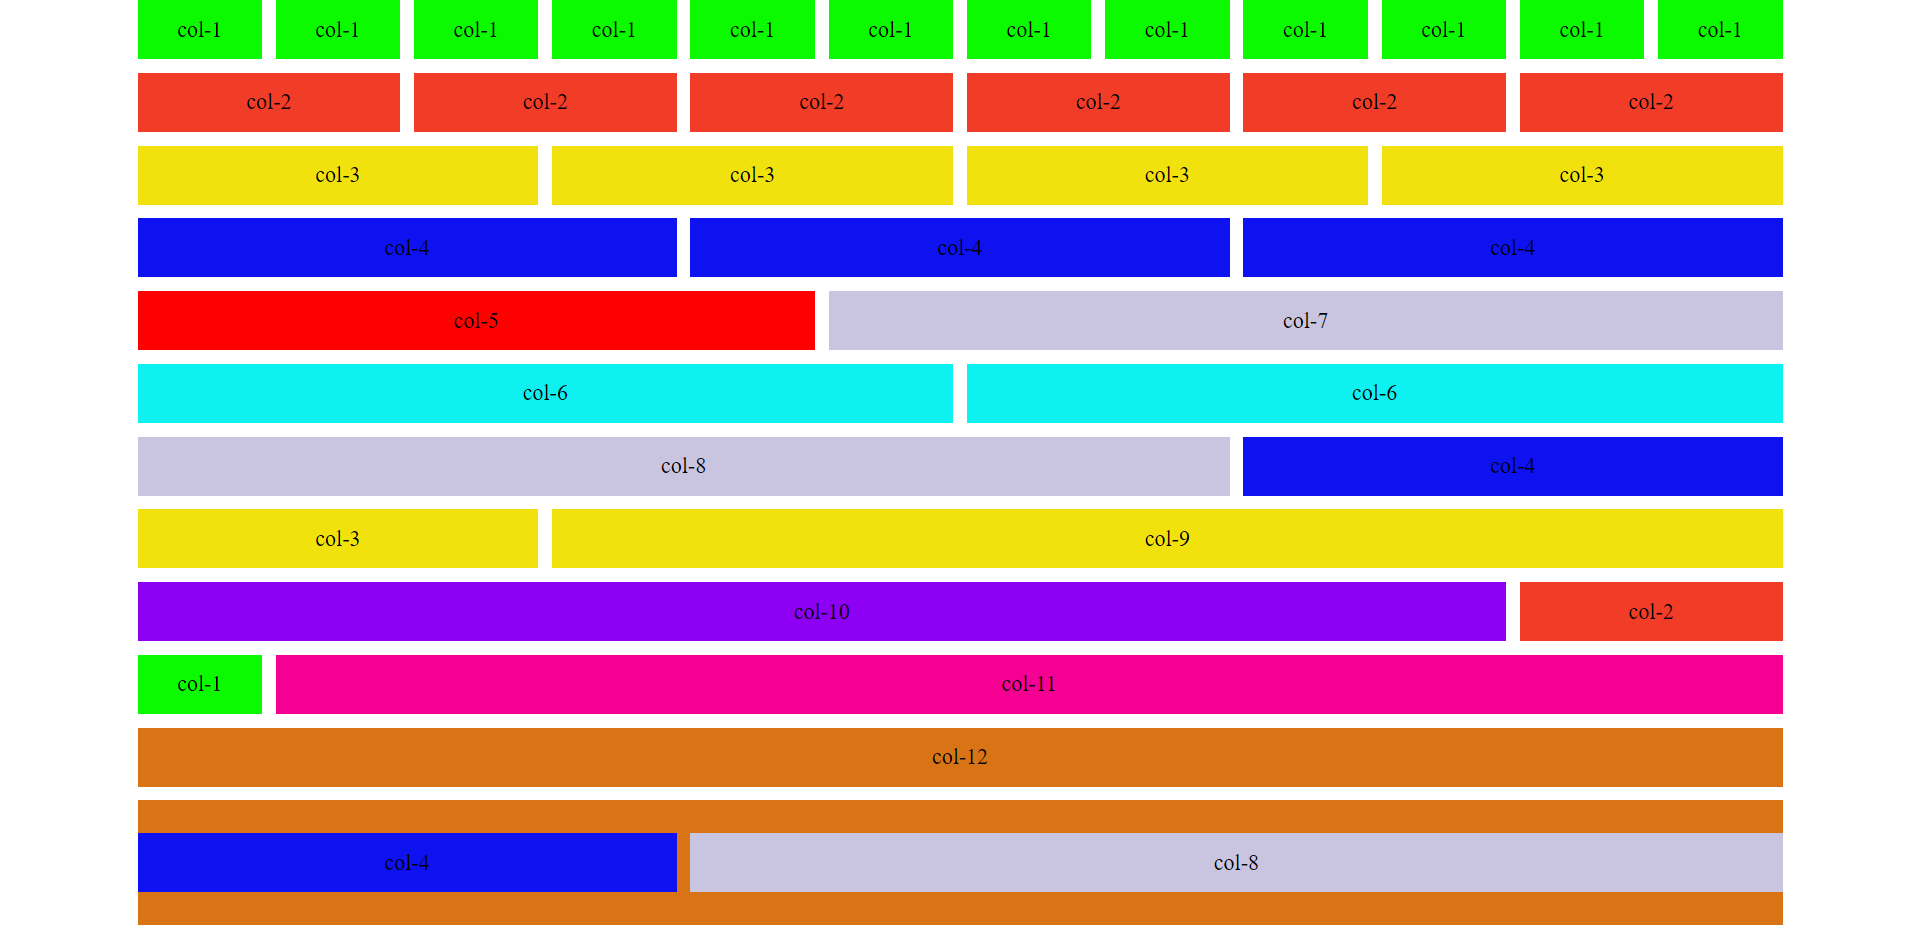 col-1 col-1 col-1 col-1 col-1 col-1 col-1 col-1 col-1 col-1 col-1 col-1
col-2 col-2 col-2 col-2 col-2 col-2
col-3 col-3 col-3 col-3
col-4 col-4 col-4
col-5 col-7
col-6 col-6
col-8 col-4
col-3 col-9
col-10 col-2
col-1 col-11
col-12
col-4 col-8